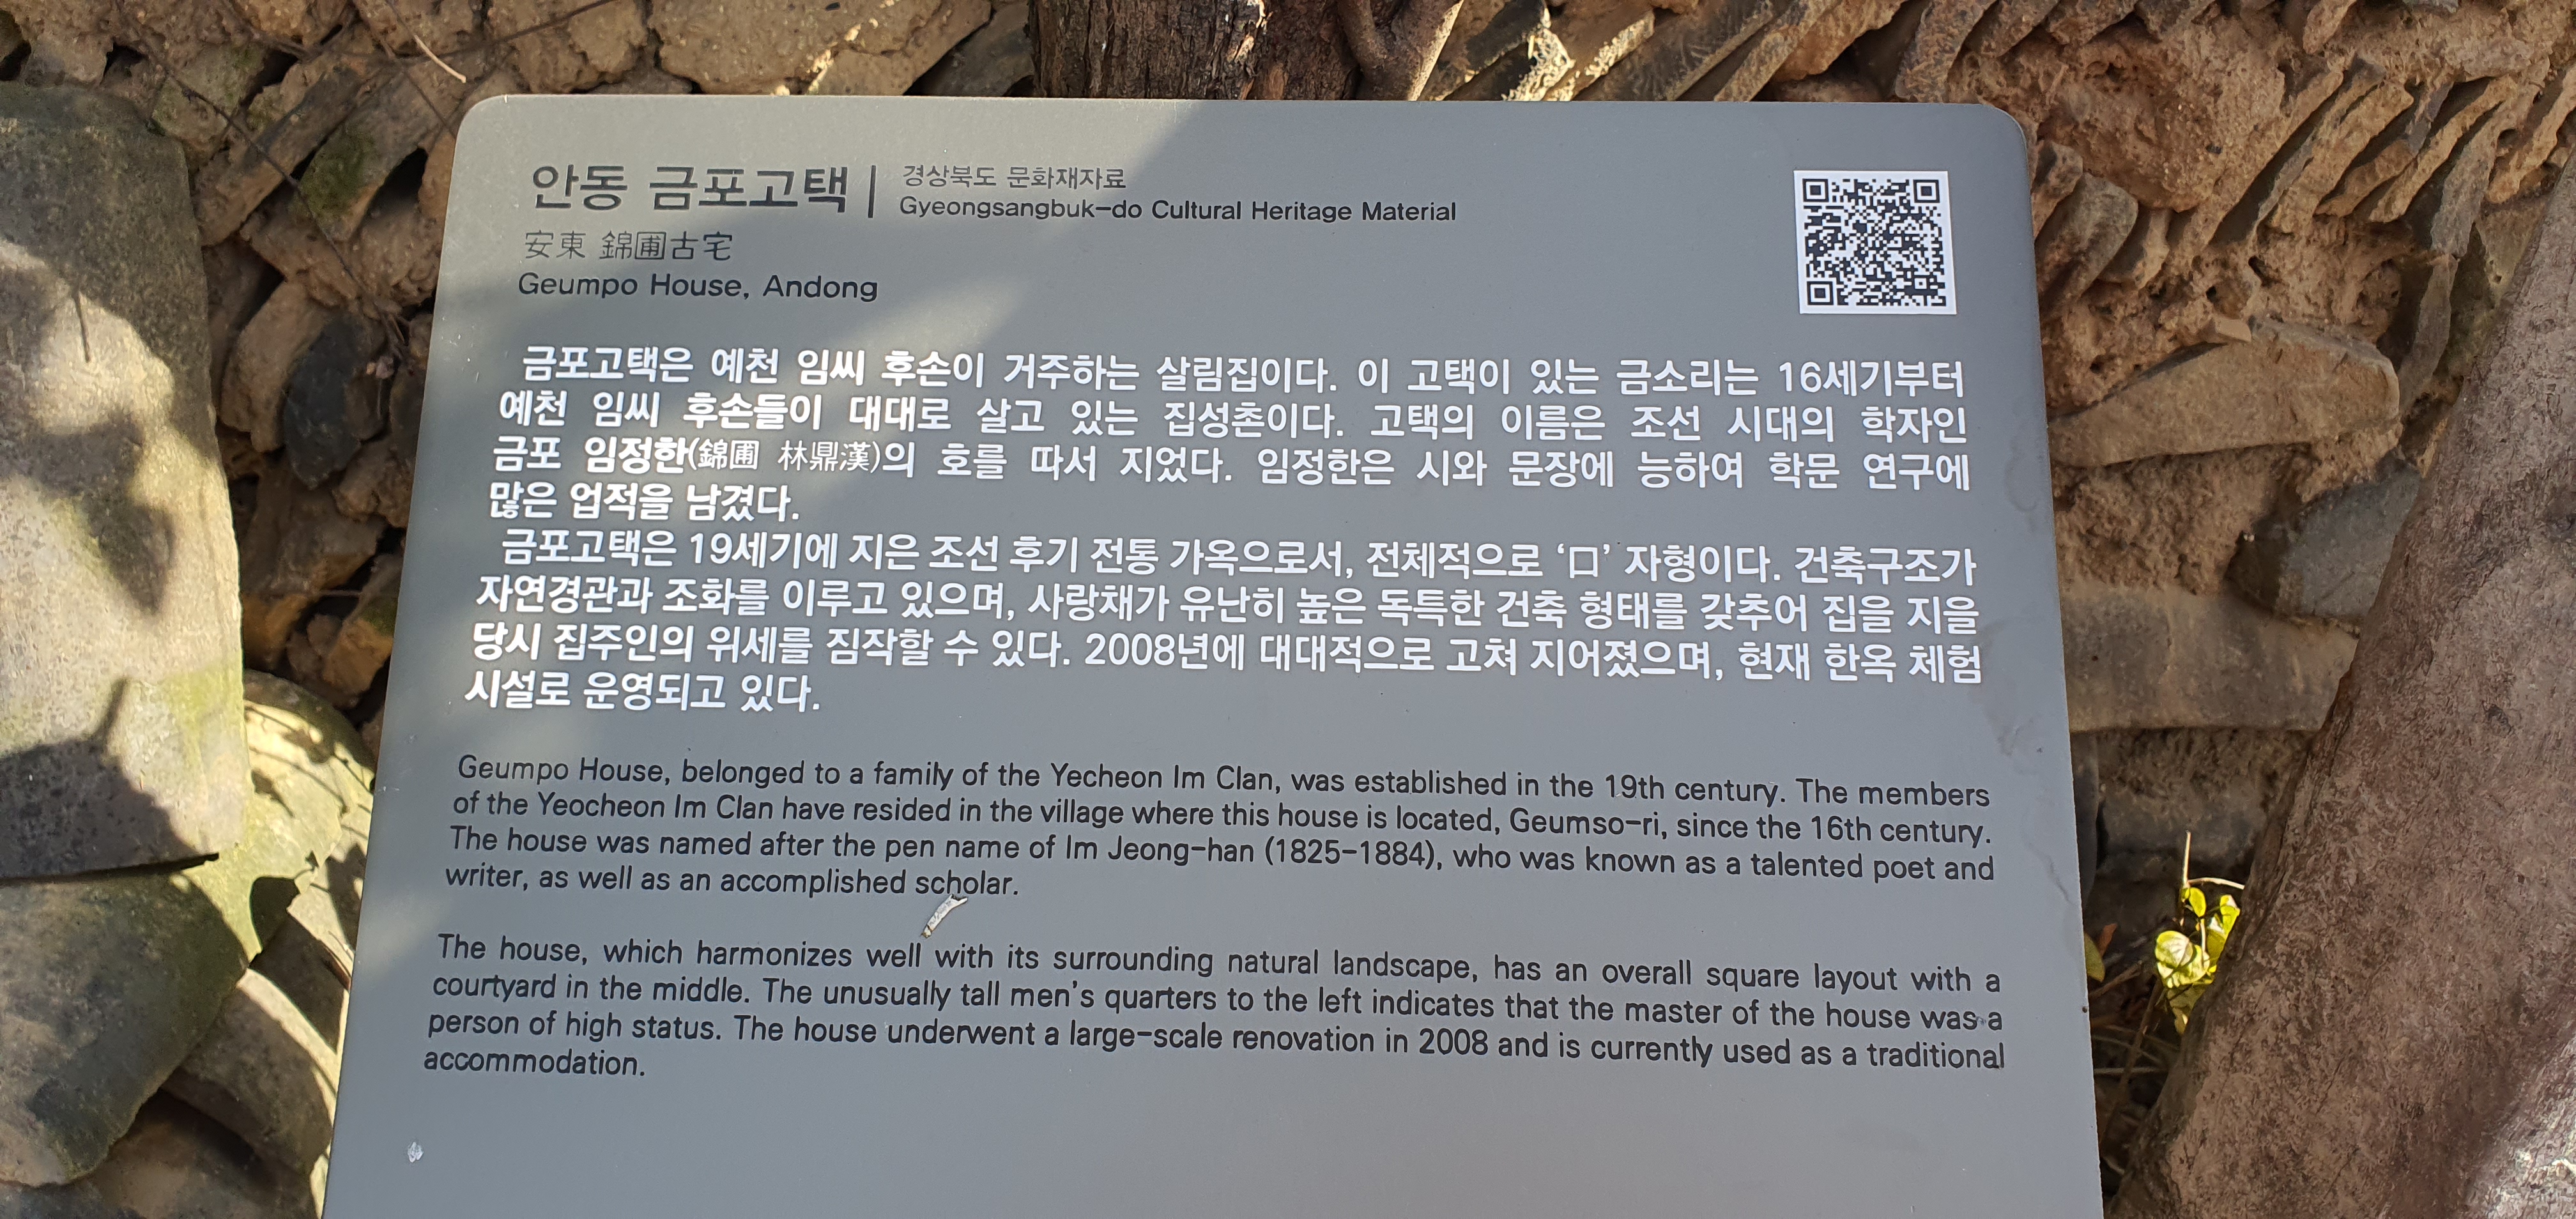 안동 금포고택
경상북도 문화재자료
Gyeongsangbuk-do Cultural Heritage Material
安東 錦圃古宅
Geumpo House, Andong
금포고택은 예천 임씨 후손이 거주하는 살림집이다. 이 고택이 있는 금소리는 16세기부터
예천 임씨 후손들이 대대로 살고 있는 집성촌이다. 고택의 이름은 조선 시대의 학자인
금포 임정한(錦圃 林鼎漢)의 호를 따서 지었다. 임정한은 시와 문장에 능하여 학문 연구에
많은 업적을 남겼다.
금포고택은 19세기에 지은 조선 후기 전통 가옥으로서, 전체적으로 ‘口’ 자형이다. 건축구조가
자연경관과 조화를 이루고 있으며, 사랑채가 유난히 높은 독특한 건축 형태를 갖추어 집을 지을
당시 집주인의 위세를 짐작할 수 있다. 2008년에 대대적으로 고쳐 지어졌으며, 현재 한옥 체험
시설로 운영되고 있다.
Geumpo House, belonged to a family of the Yecheon Im Clan, was established in the 19th century. The members
of the Yeocheon Im Clan have resided in the village where this house is located, Geumso-ri, since the 16th century.
The house was named after the pen name of Im Jeong-han (1825-1884), who was known as a talented poet and
writer, as well as an accomplished scholar.
The house, which harmonizes well with its surrounding natural landscape, has an overall square layout with a
courtyard in the middle. The unusually tall men’s quarters to the left indicates that the master of the house was a
person of high status. The house underwent a large-scale renovation in 2008 and is currently used as a traditional
accommodation.